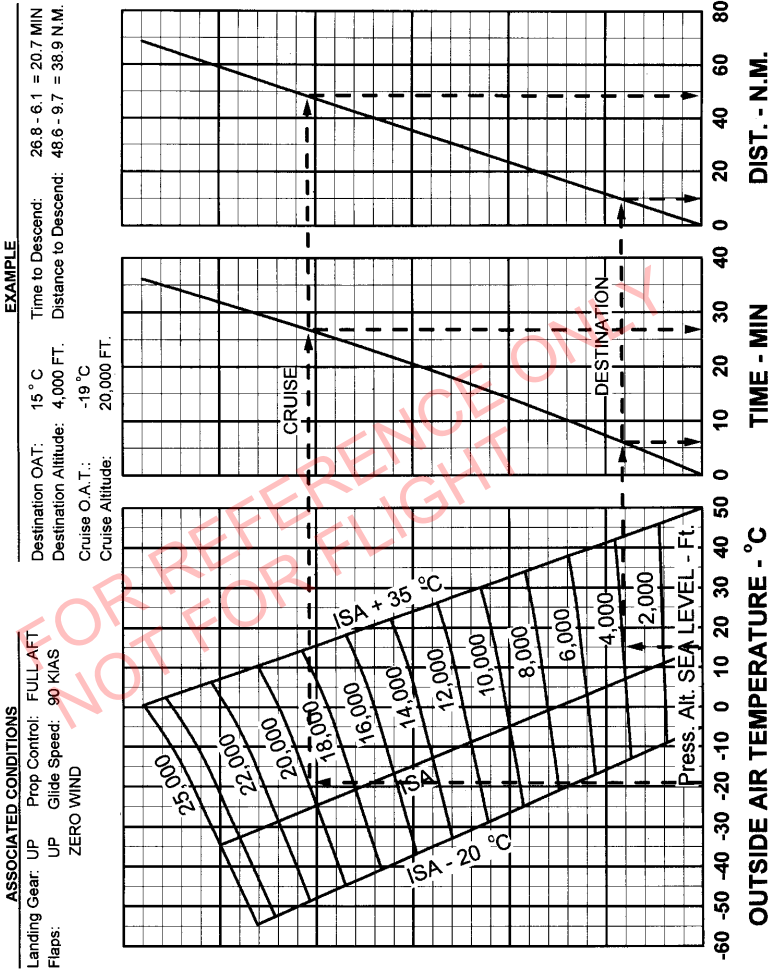 ASSOCIATED CONDITIONS
Landing Gear: UP Prop Control: FULL AFT
Flaps: UP Glide Speed: 90 KIAS
ZERO WIND
EXAMPLE
Destination OAT: 15 °C Time to Descend: 26.8 - 6.1 = 20.7 MIN
Destination Altitude: 4,000 FT. Distance to Descend: 48.6 - 9.7 = 38.9 N.M.
Cruise O.A.T.: -19 °C
Cruise Altitude: 20,000 FT.
25,000
22,000
20,000
18,000
16,000
14,000
12,000
10,000
8,000
6,000
4,000
2,000
Press. Alt. SEA LEVEL - Ft.
ISA - 20 °C
ISA
ISA + 35 °C
CRUISE
DESTINATION
-60 -50 -40 -30 -20 -10 0 10 20 30 40 50
OUTSIDE AIR TEMPERATURE - °C
0 10 20 30 40
TIME - MIN
0 20 40 60 80
DIST. - N.M.
FOR REFERENCE ONLY
NOT FOR FLIGHT